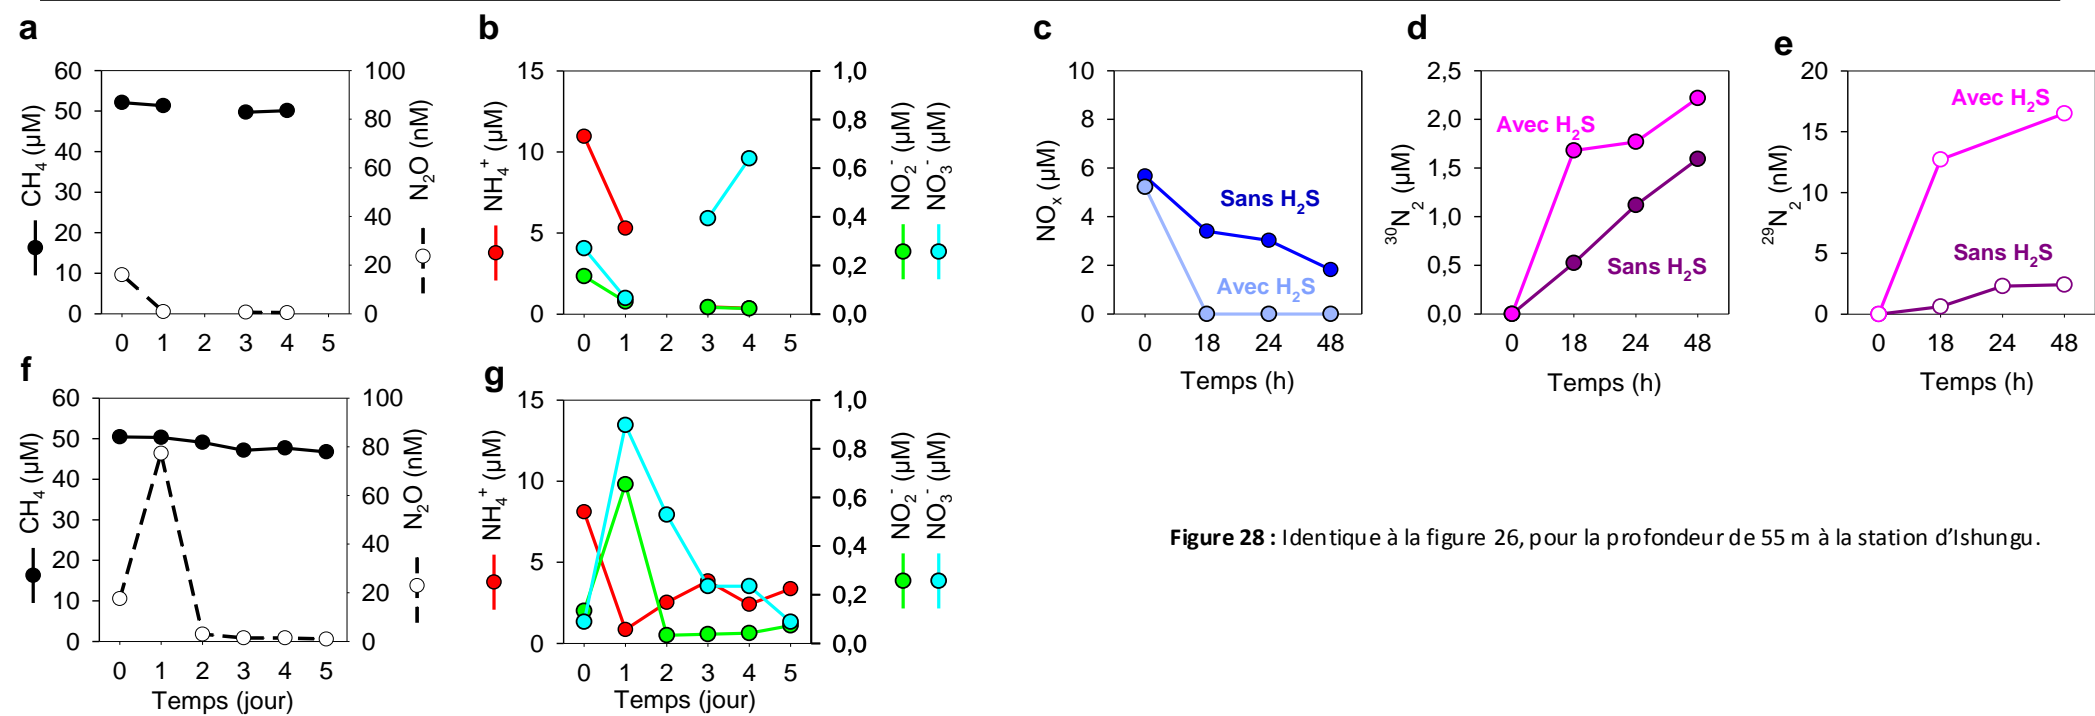 a
CH4 (µM)
60
50
40
30
20
10
0
100
80
60
40
20
0
N2O (nM)
0 1 2 3 4 5
b
NH4+ (µM)
15
10
5
0
1,0
0,8
0,6
0,4
0,2
0,0
NO2- (µM)
NO3- (µM)
0 1 2 3 4 5
c
NOx (µM)
10
8
6
4
2
0
Sans H2S
Avec H2S
0 18 24 48
Temps (h)
d
30N2 (µM)
2,5
2,0
1,5
1,0
0,5
0,0
Avec H2S
Sans H2S
0 18 24 48
Temps (h)
e
29N2 (nM)
20
15
10
5
0
Avec H2S
Sans H2S
0 18 24 48
Temps (h)
f
CH4 (µM)
60
50
40
30
20
10
0
100
80
60
40
20
0
N2O (nM)
0 1 2 3 4 5
Temps (jour)
g
NH4+ (µM)
15
10
5
0
1,0
0,8
0,6
0,4
0,2
0,0
NO2- (µM)
NO3- (µM)
0 1 2 3 4 5
Temps (jour)
Figure 28 : Identique à la figure 26, pour la profondeur de 55 m à la station d’Ishungu.